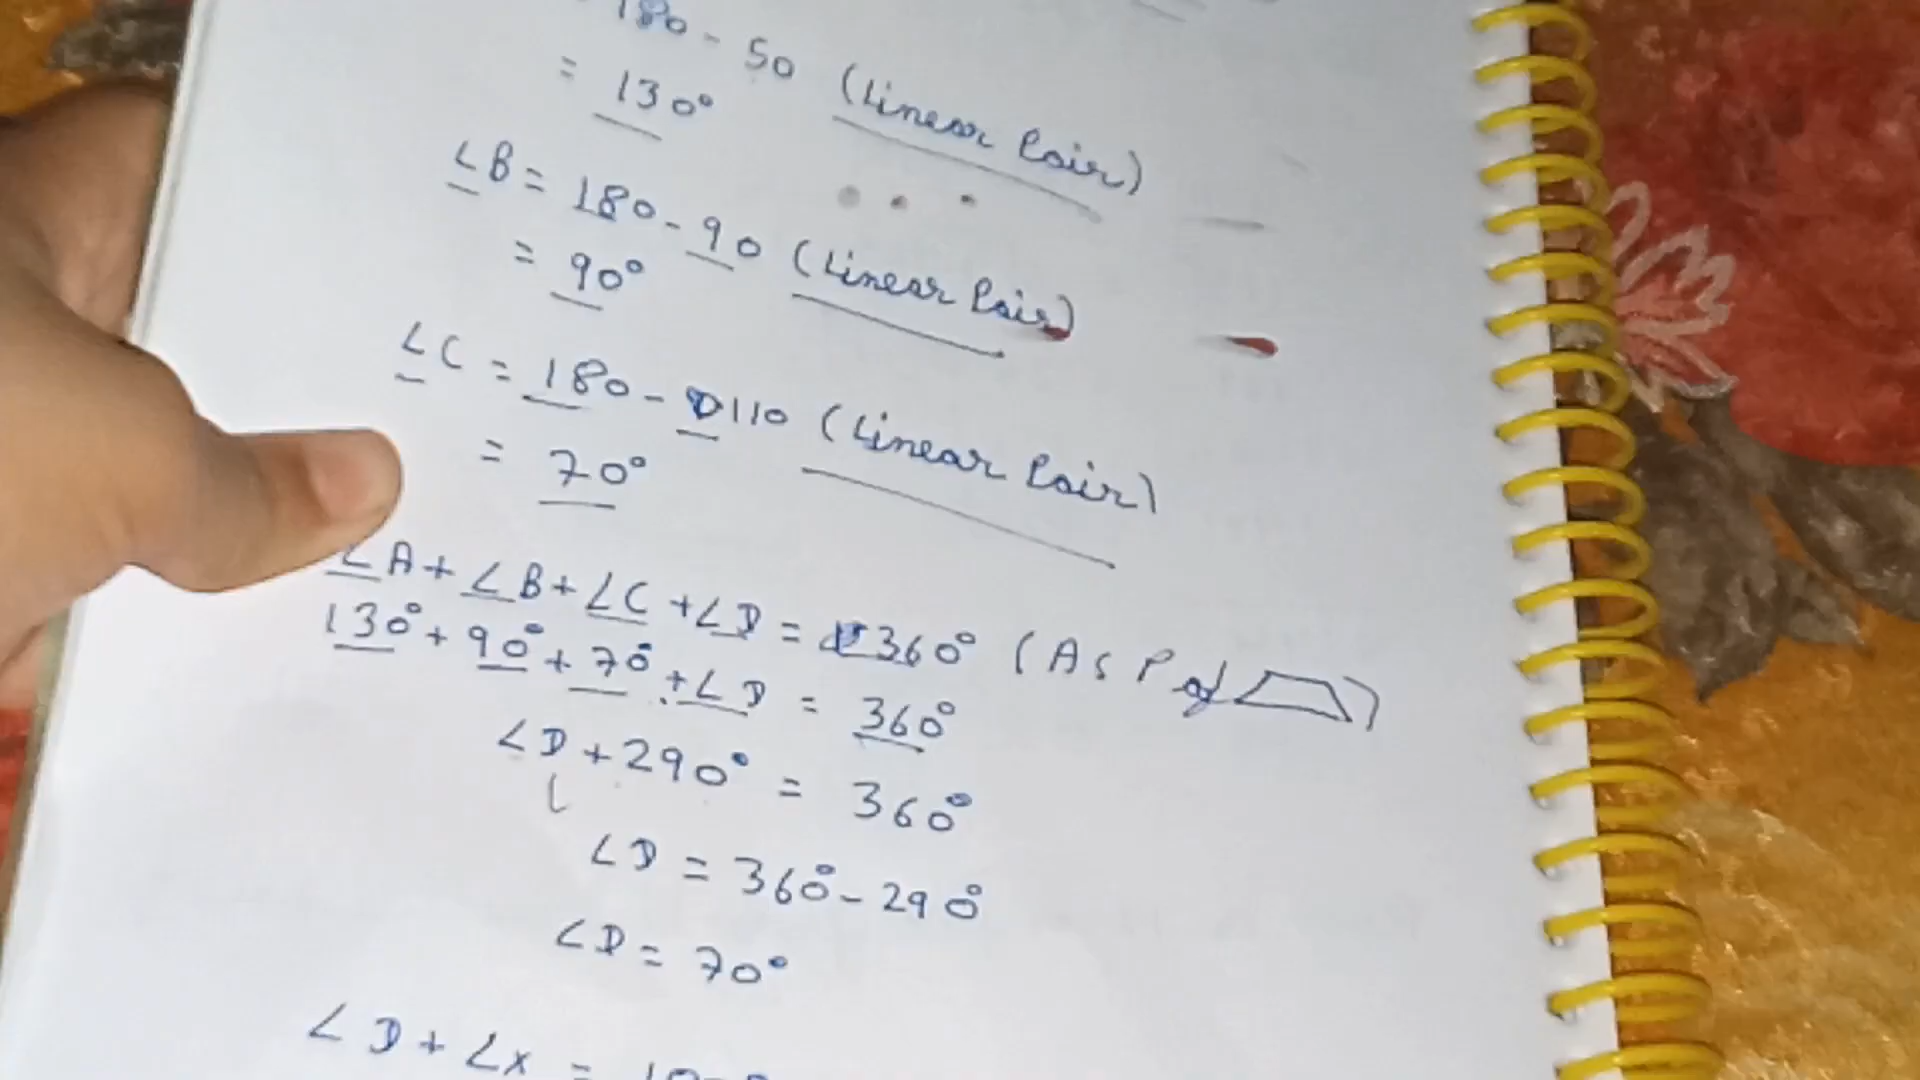 180 - 50 (Linear Pair)
= 130°
∠B = 180 - 90 (Linear Pair)
= 90°
∠C = 180 - 110 (Linear Pair)
= 70°
∠A + ∠B + ∠C + ∠D = 360° (ASP of ▱)
130° + 90° + 70° + ∠D = 360°
∠D + 290° = 360°
∠D = 360° - 290°
∠D = 70°
∠D + ∠x =